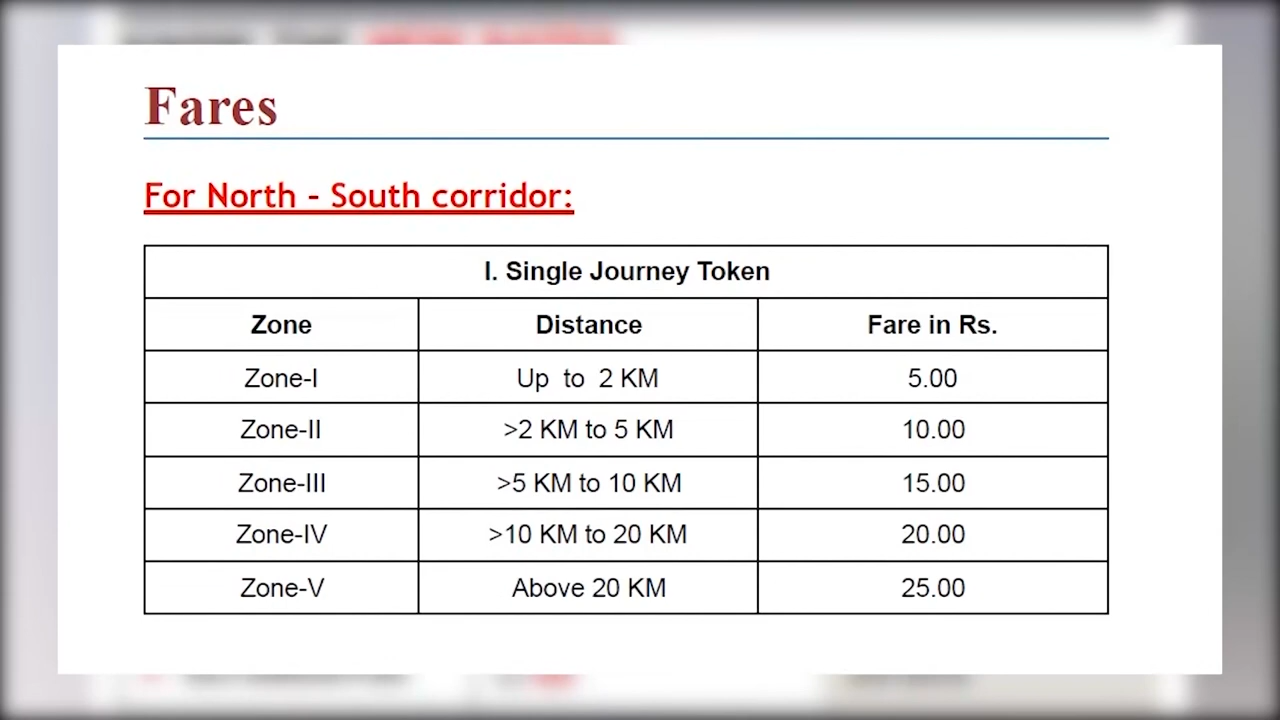 Fares
For North - South corridor:
I. Single Journey Token
Zone Distance Fare in Rs.
Zone-I Up to 2 KM 5.00
Zone-II >2 KM to 5 KM 10.00
Zone-III >5 KM to 10 KM 15.00
Zone-IV >10 KM to 20 KM 20.00
Zone-V Above 20 KM 25.00